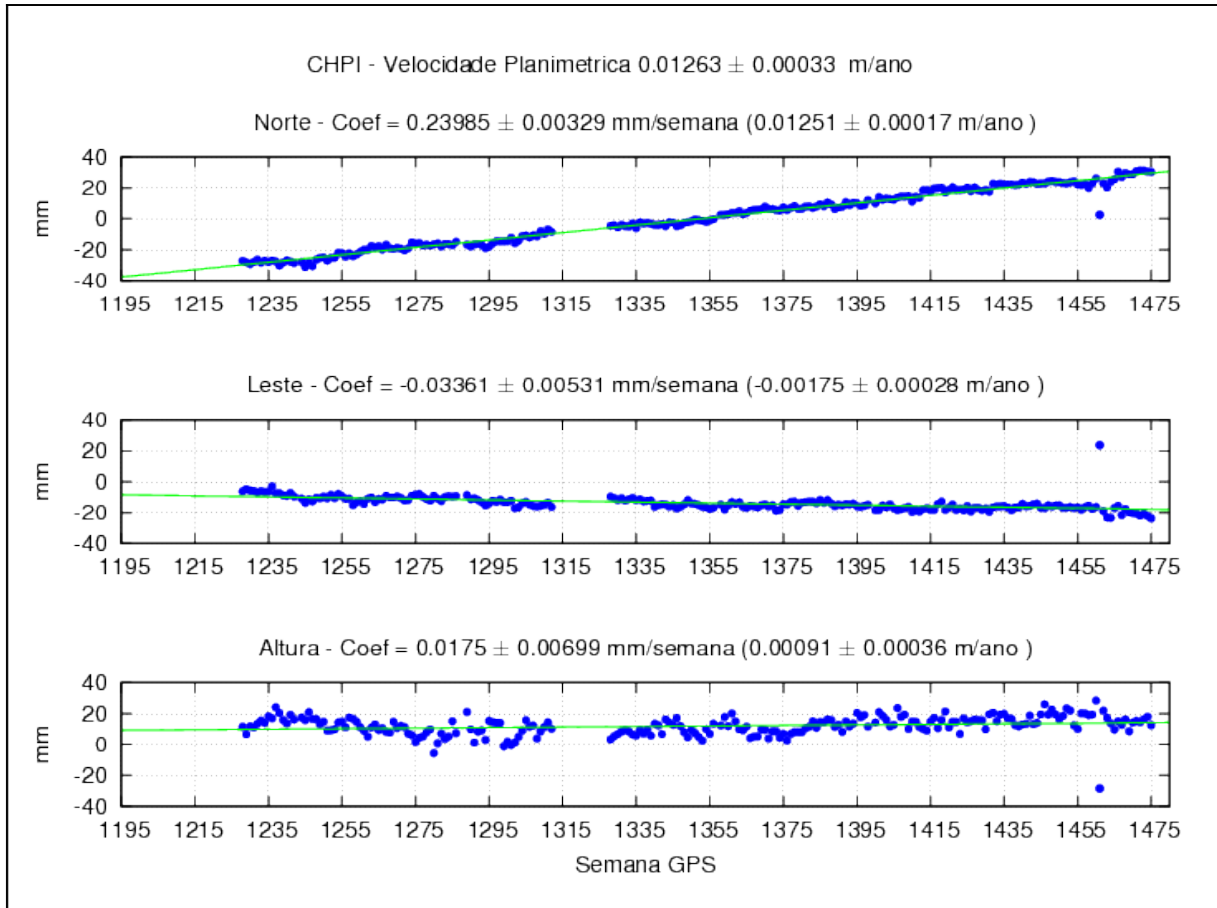 CHPI - Velocidade Planimetrica 0.01263 ± 0.00033 m/ano
Norte - Coef = 0.23985 ± 0.00329 mm/semana (0.01251 ± 0.00017 m/ano )
40
20
0
-20
-40
mm
1195 1215 1235 1255 1275 1295 1315 1335 1355 1375 1395 1415 1435 1455 1475
Leste - Coef = -0.03361 ± 0.00531 mm/semana (-0.00175 ± 0.00028 m/ano )
40
20
0
-20
-40
mm
1195 1215 1235 1255 1275 1295 1315 1335 1355 1375 1395 1415 1435 1455 1475
Altura - Coef = 0.0175 ± 0.00699 mm/semana (0.00091 ± 0.00036 m/ano )
40
20
0
-20
-40
mm
1195 1215 1235 1255 1275 1295 1315 1335 1355 1375 1395 1415 1435 1455 1475
Semana GPS